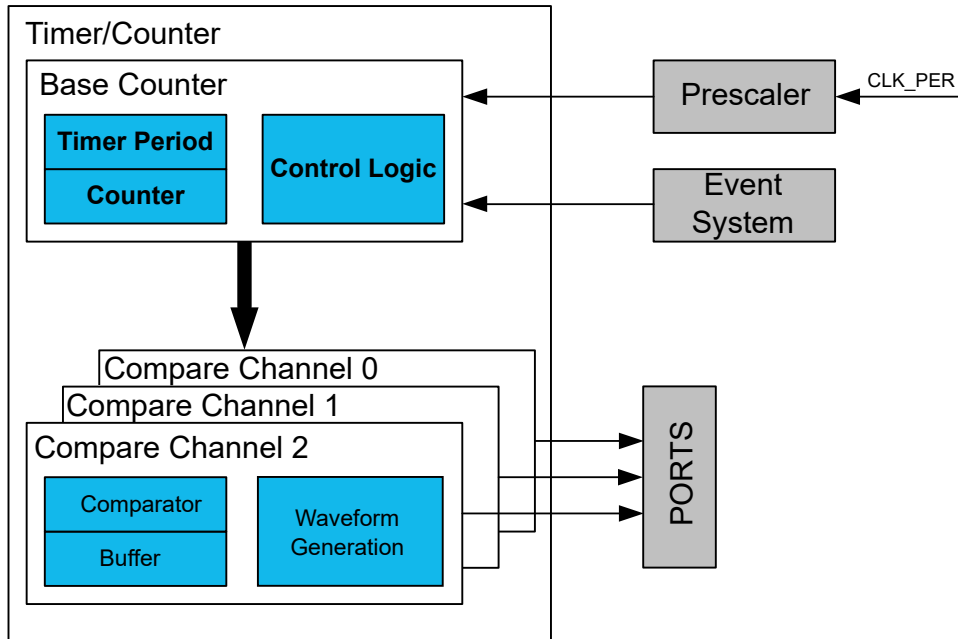 Timer/Counter
Base Counter
Timer Period
Counter
Control Logic
Prescaler
CLK_PER
Event
System
Compare Channel 0
Compare Channel 1
Compare Channel 2
Comparator
Buffer
Waveform
Generation
PORTS